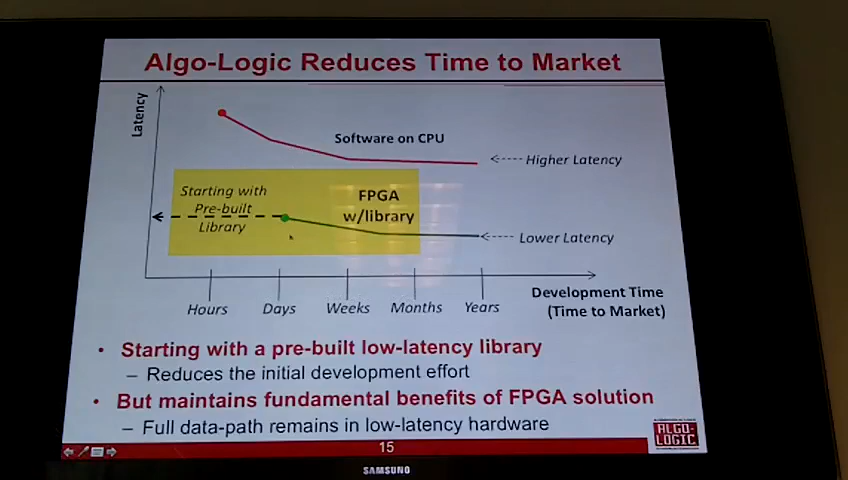 Algo-Logic Reduces Time to Market
Latency
Software on CPU
Higher Latency
Starting with
Pre-built
Library
FPGA
w/library
Lower Latency
Hours
Days
Weeks
Months
Years
Development Time
(Time to Market)
• Starting with a pre-built low-latency library
– Reduces the initial development effort
• But maintains fundamental benefits of FPGA solution
– Full data-path remains in low-latency hardware
15
ALGO-
LOGIC
SAMSUNG